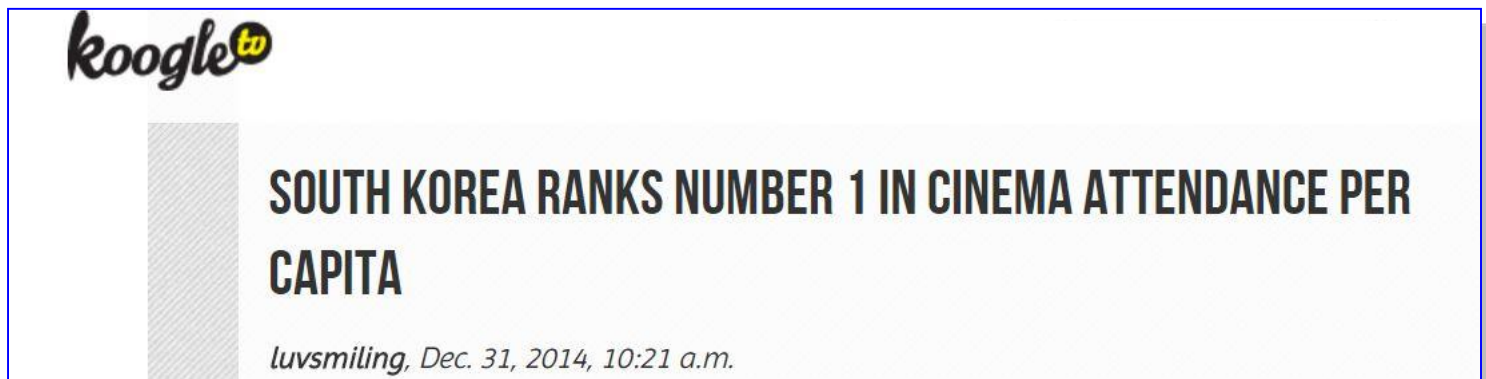 koogle tv
SOUTH KOREA RANKS NUMBER 1 IN CINEMA ATTENDANCE PER
CAPITA
luvsmiling, Dec. 31, 2014, 10:21 a.m.